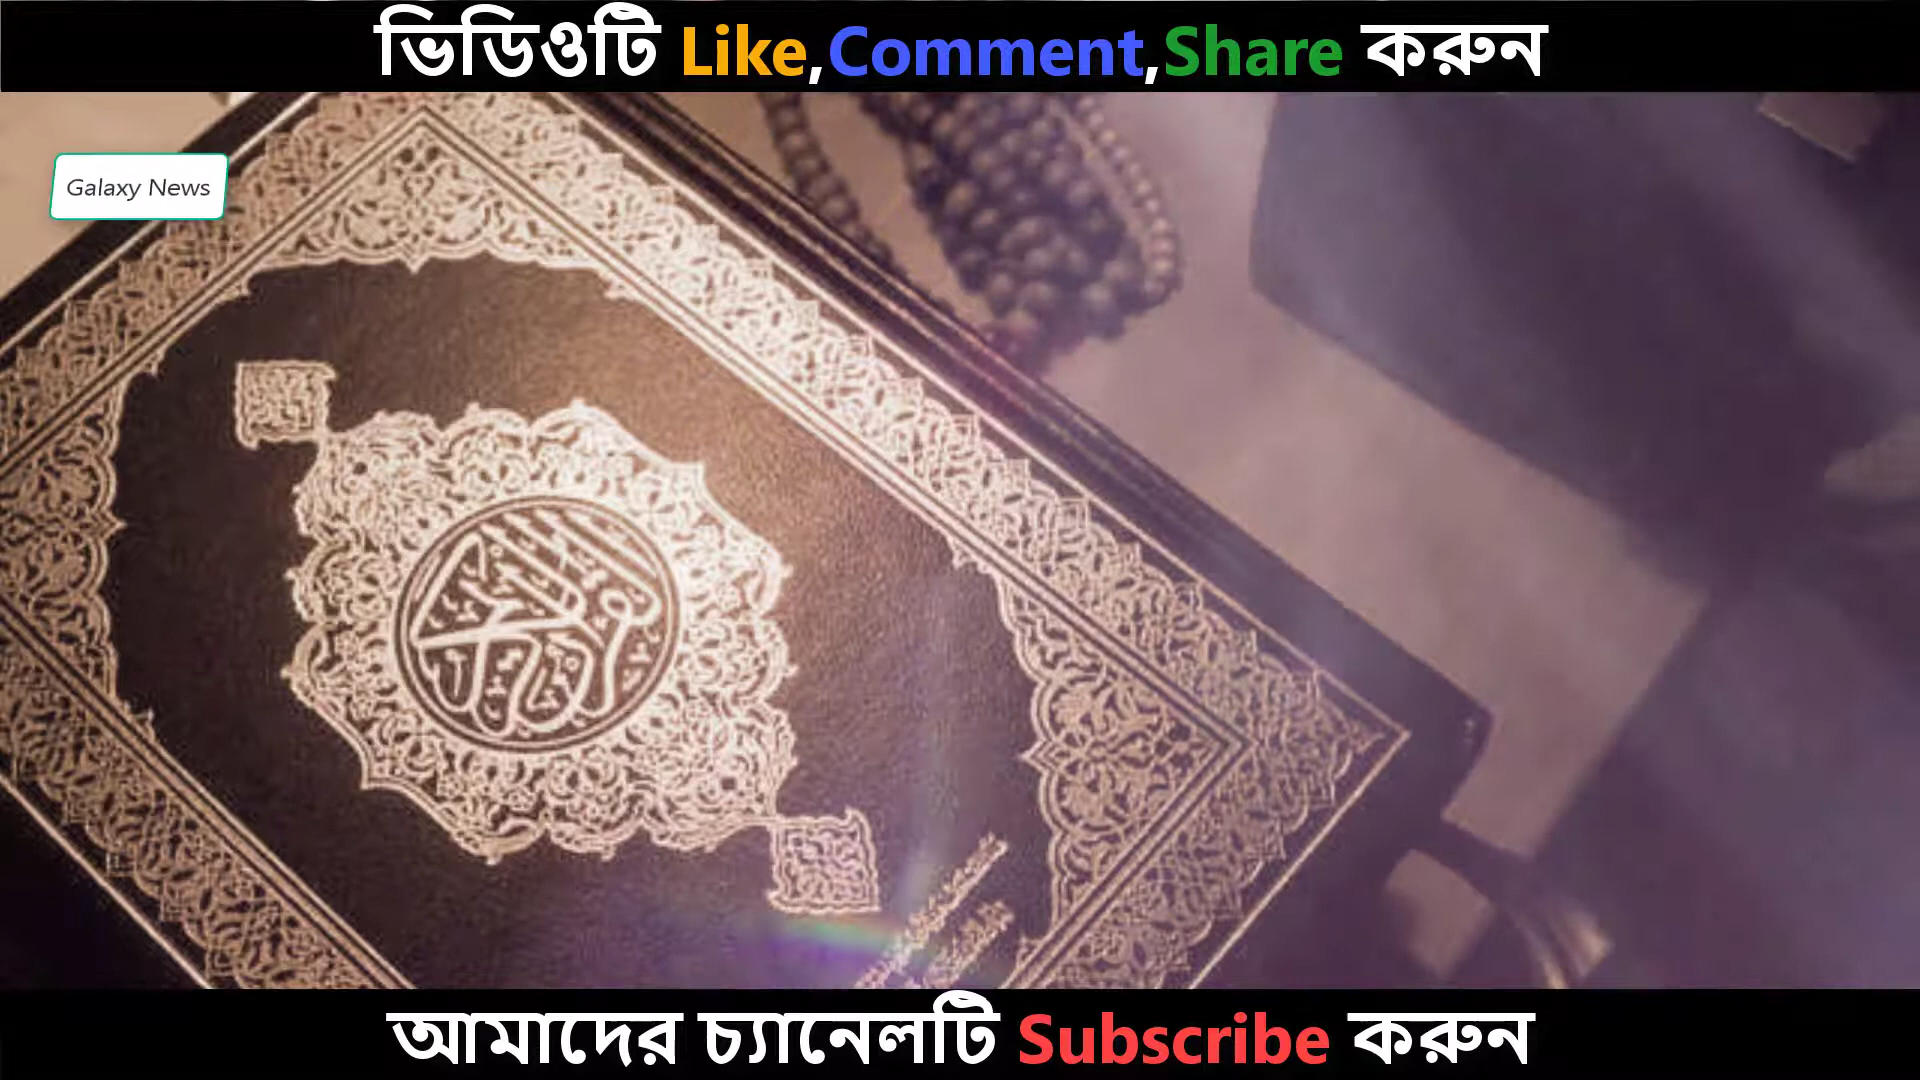 ভিডিওটি Like,Comment,Share করুন
Galaxy News
আমাদের চ্যানেলটি Subscribe করুন